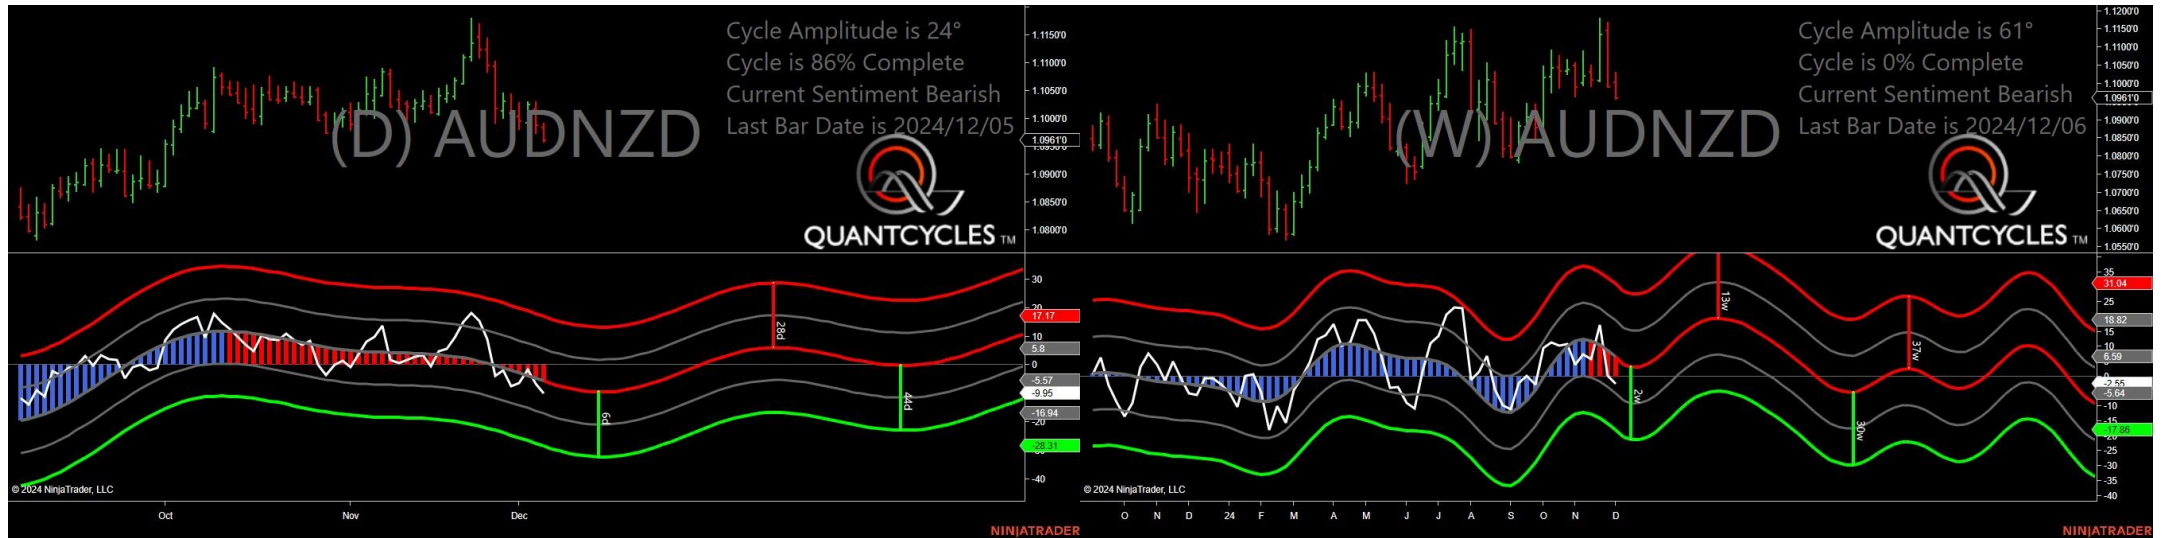 Cycle Amplitude is 24°
Cycle is 86% Complete
Current Sentiment Bearish
Last Bar Date is 2024/12/05
(D) AUDNZD
QUANTCYCLES TM
1.1150'0
1.1100'0
1.1050'0
1.1000'0
1.0961'0
1.0900'0
1.0850'0
1.0800'0
30
20
17.17
10
5.8
0
-5.57
-9.95
-16.94
-20
-28.31
-40
6d
28d
44d
© 2024 NinjaTrader, LLC
Oct
Nov
Dec
NINJATRADER
Cycle Amplitude is 61°
Cycle is 0% Complete
Current Sentiment Bearish
Last Bar Date is 2024/12/06
(W) AUDNZD
QUANTCYCLES TM
1.1200'0
1.1150'0
1.1100'0
1.1050'0
1.1000'0
1.0961'0
1.0900'0
1.0850'0
1.0800'0
1.0750'0
1.0700'0
1.0650'0
1.0600'0
1.0550'0
35
31.04
25
18.82
15
10
6.59
-2.55
-5.64
-10
-15
-17.86
-25
-30
-35
-40
2w
13w
30w
37w
© 2024 NinjaTrader, LLC
O
N
D
24
F
M
A
M
J
J
A
S
O
N
D
NINJATRADER